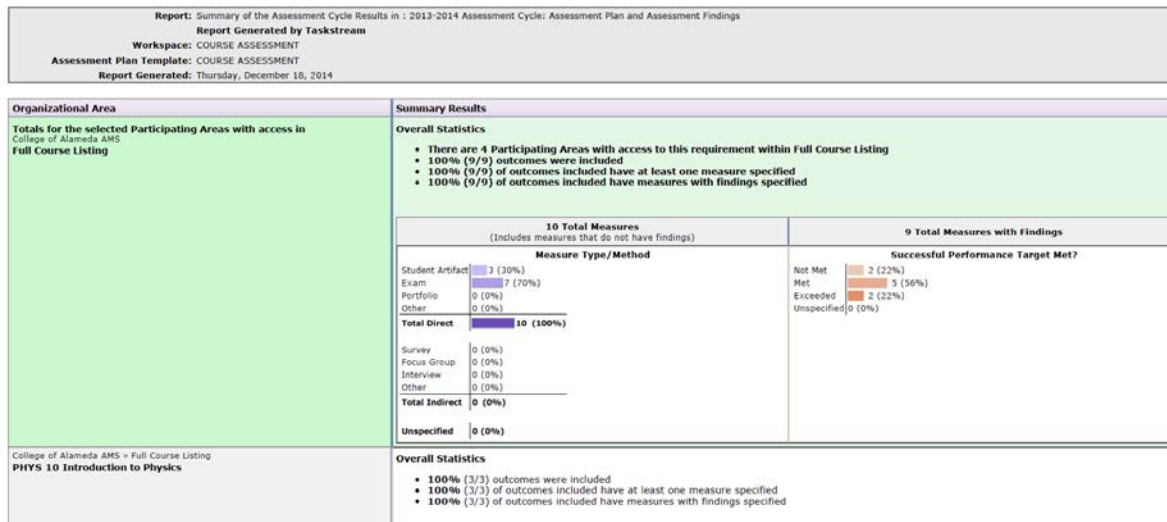 Report: Summary of the Assessment Cycle Results in : 2013-2014 Assessment Cycle: Assessment Plan and Assessment Findings
Report Generated by Taskstream
Workspace: COURSE ASSESSMENT
Assessment Plan Template: COURSE ASSESSMENT
Report Generated: Thursday, December 18, 2014
Organizational Area
Summary Results
Totals for the selected Participating Areas with access in
College of Alameda AMS
Full Course Listing
Overall Statistics
• There are 4 Participating Areas with access to this requirement within Full Course Listing
• 100% (9/9) outcomes were included
• 100% (9/9) of outcomes included have at least one measure specified
• 100% (9/9) of outcomes included have measures with findings specified
10 Total Measures
(Includes measures that do not have findings)
Measure Type/Method
Student Artifact 3 (30%)
Exam 7 (70%)
Portfolio 0 (0%)
Other 0 (0%)
Total Direct 10 (100%)
Survey 0 (0%)
Focus Group 0 (0%)
Interview 0 (0%)
Other 0 (0%)
Total Indirect 0 (0%)
Unspecified 0 (0%)
9 Total Measures with Findings
Successful Performance Target Met?
Not Met 2 (22%)
Met 5 (56%)
Exceeded 2 (22%)
Unspecified 0 (0%)
College of Alameda AMS » Full Course Listing
PHYS 10 Introduction to Physics
Overall Statistics
• 100% (3/3) outcomes were included
• 100% (3/3) of outcomes included have at least one measure specified
• 100% (3/3) of outcomes included have measures with findings specified